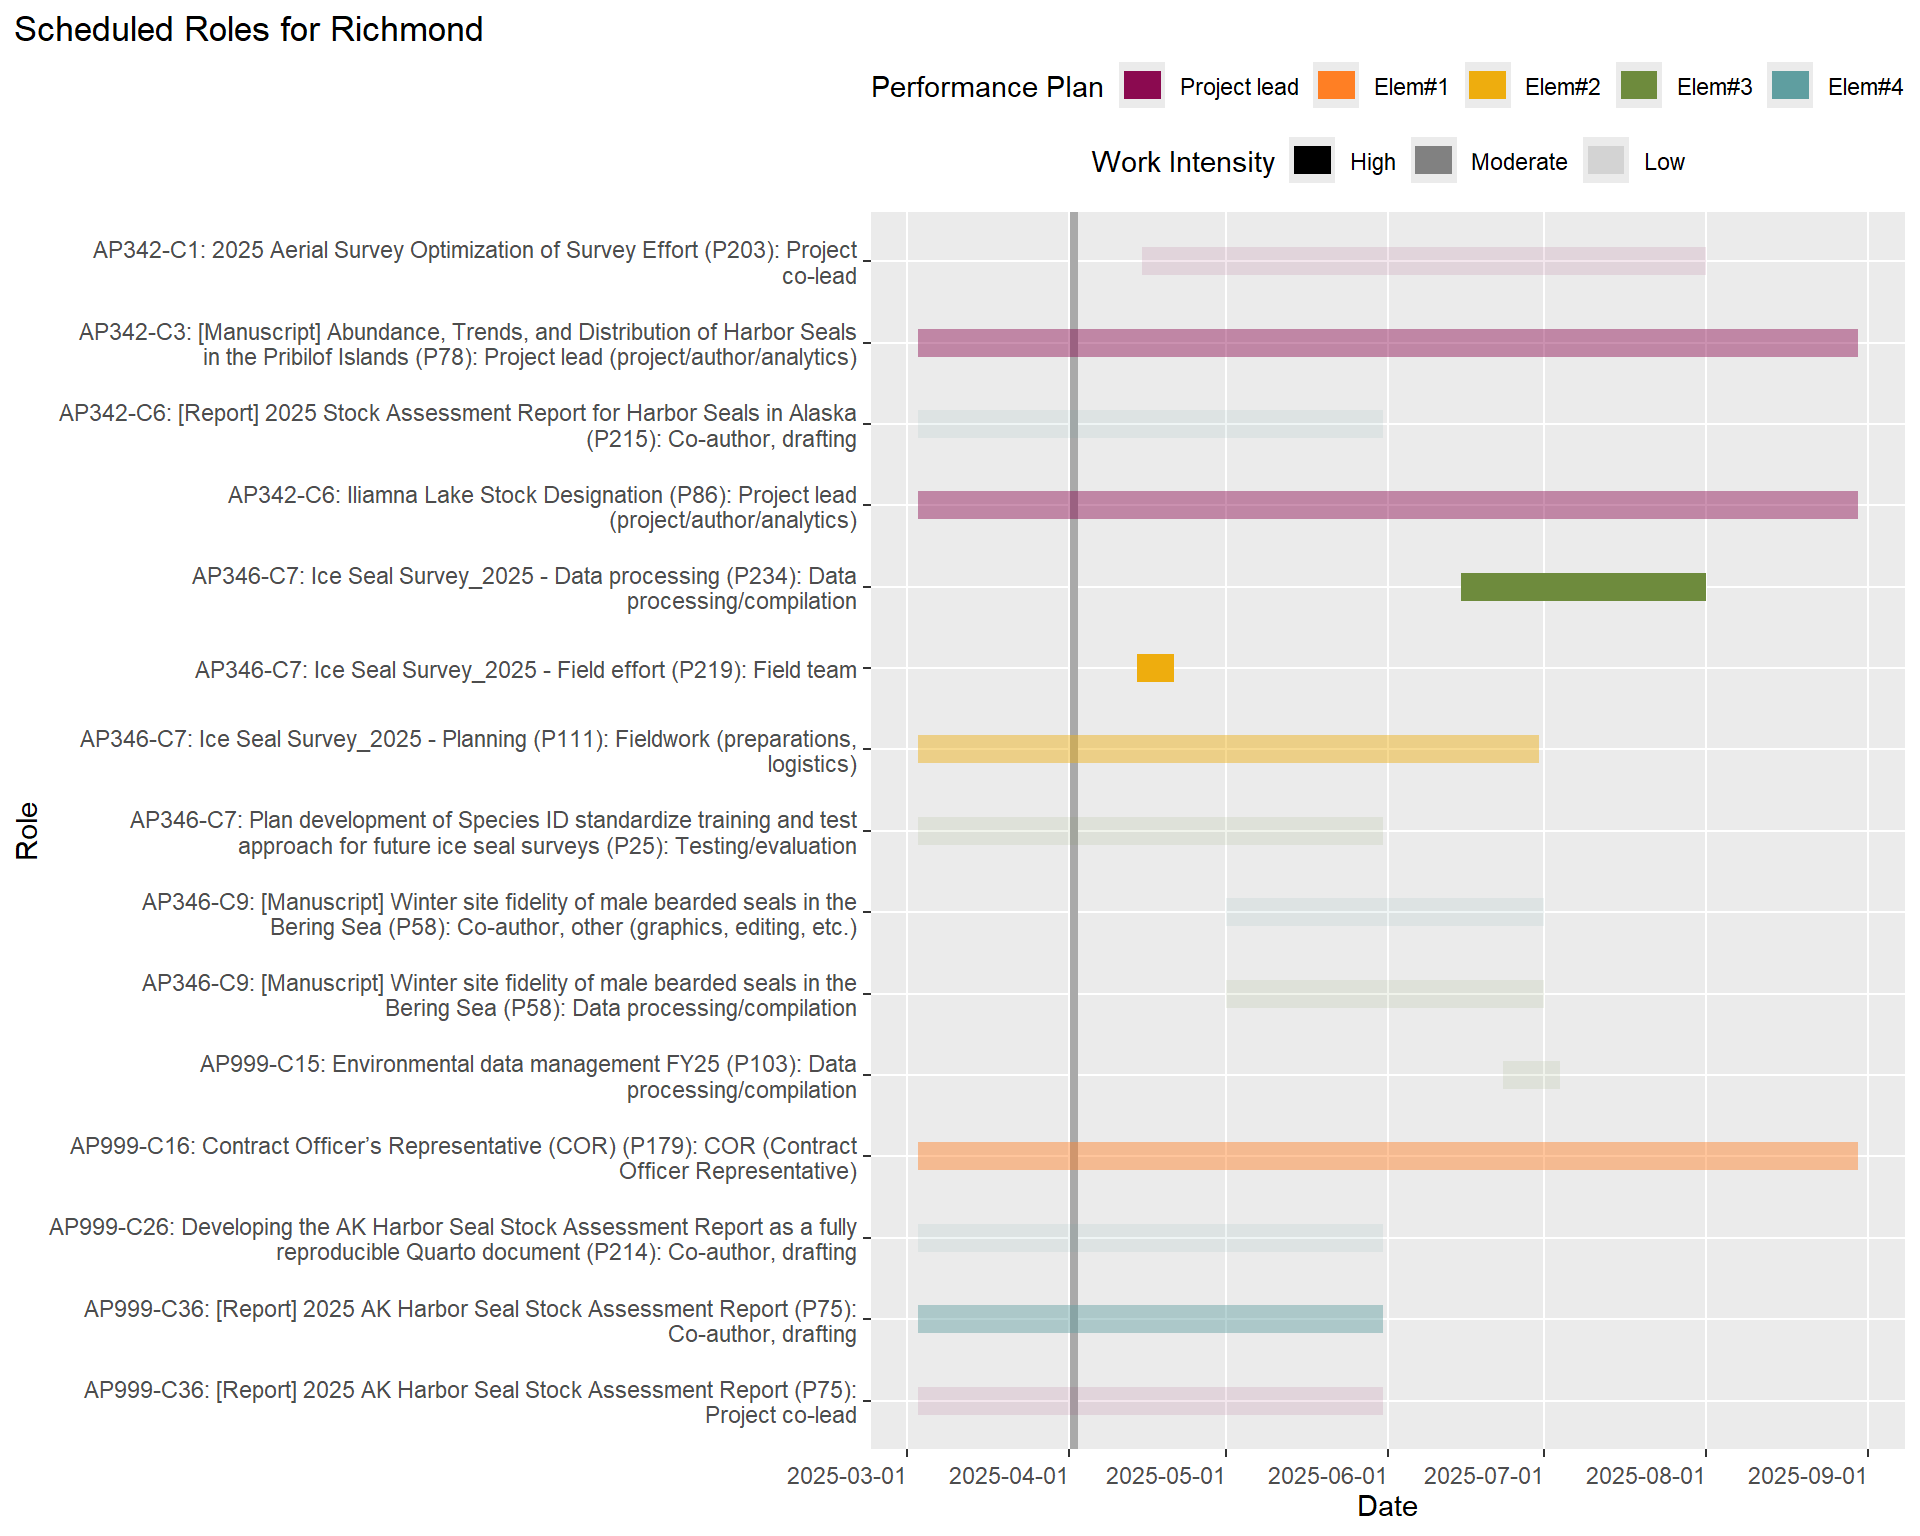 Scheduled Roles for Richmond
Performance Plan Project lead Elem#1 Elem#2 Elem#3 Elem#4
Work Intensity High Moderate Low
AP342-C1: 2025 Aerial Survey Optimization of Survey Effort (P203): Project
co-lead
AP342-C3: [Manuscript] Abundance, Trends, and Distribution of Harbor Seals
in the Pribilof Islands (P78): Project lead (project/author/analytics)
AP342-C6: [Report] 2025 Stock Assessment Report for Harbor Seals in Alaska
(P215): Co-author, drafting
AP342-C6: Iliamna Lake Stock Designation (P86): Project lead
(project/author/analytics)
AP346-C7: Ice Seal Survey_2025 - Data processing (P234): Data
processing/compilation
AP346-C7: Ice Seal Survey_2025 - Field effort (P219): Field team
AP346-C7: Ice Seal Survey_2025 - Planning (P111): Fieldwork (preparations,
logistics)
AP346-C7: Plan development of Species ID standardize training and test
approach for future ice seal surveys (P25): Testing/evaluation
AP346-C9: [Manuscript] Winter site fidelity of male bearded seals in the
Bering Sea (P58): Co-author, other (graphics, editing, etc.)
AP346-C9: [Manuscript] Winter site fidelity of male bearded seals in the
Bering Sea (P58): Data processing/compilation
AP999-C15: Environmental data management FY25 (P103): Data
processing/compilation
AP999-C16: Contract Officer’s Representative (COR) (P179): COR (Contract
Officer Representative)
AP999-C26: Developing the AK Harbor Seal Stock Assessment Report as a fully
reproducible Quarto document (P214): Co-author, drafting
AP999-C36: [Report] 2025 AK Harbor Seal Stock Assessment Report (P75):
Co-author, drafting
AP999-C36: [Report] 2025 AK Harbor Seal Stock Assessment Report (P75):
Project co-lead
Role
2025-03-01 2025-04-01 2025-05-01 2025-06-01 2025-07-01 2025-08-01 2025-09-01
Date